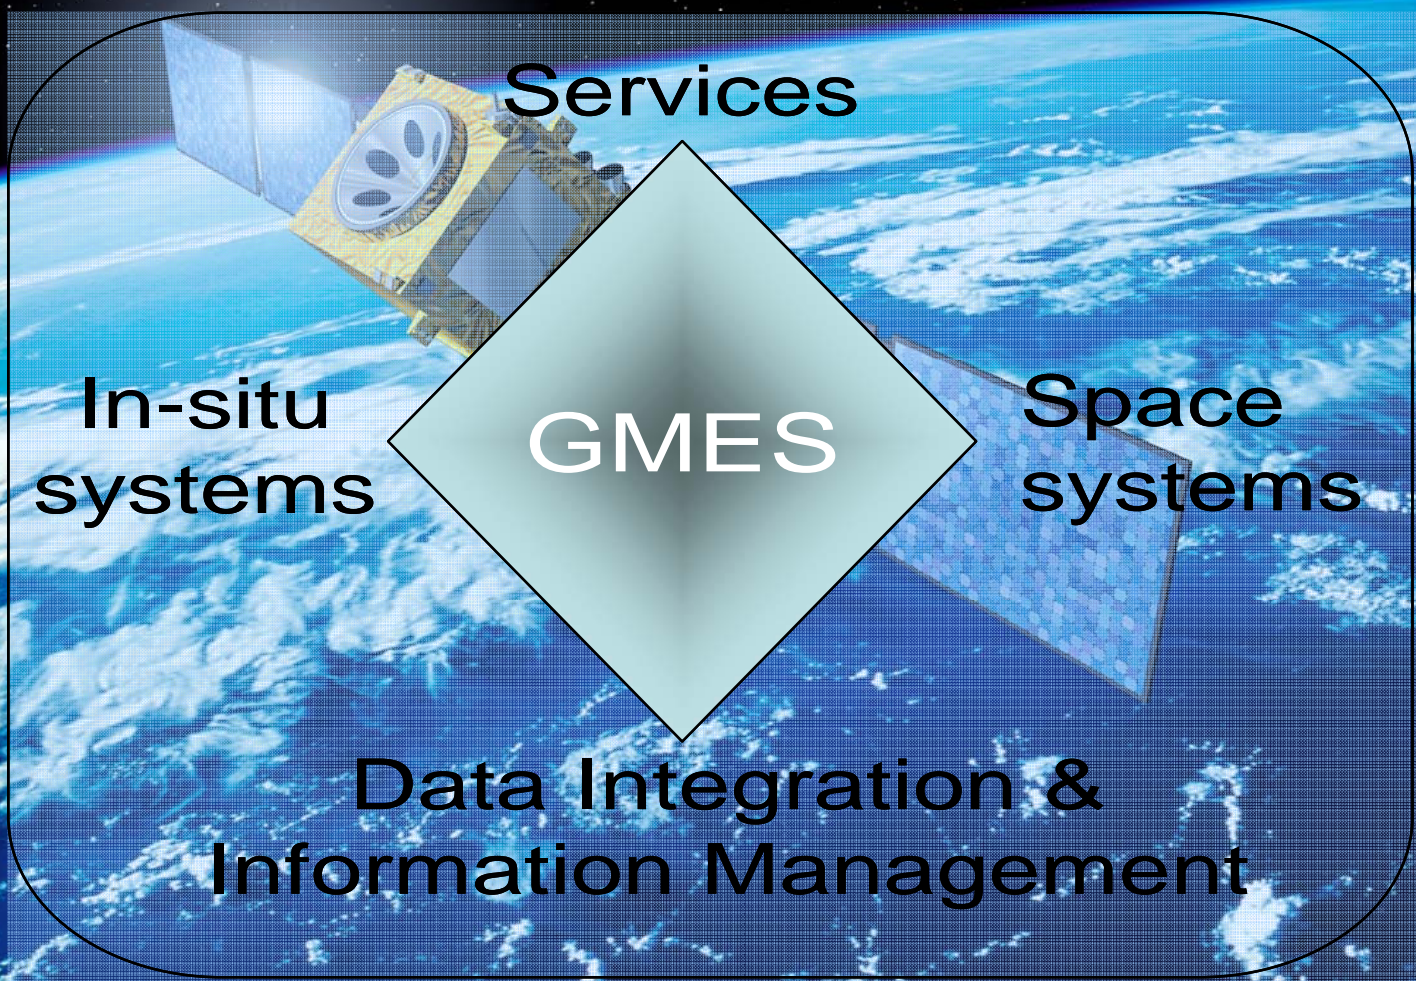 Services
In-situ
systems
GMES
Space
systems
Data Integration &
Information Management